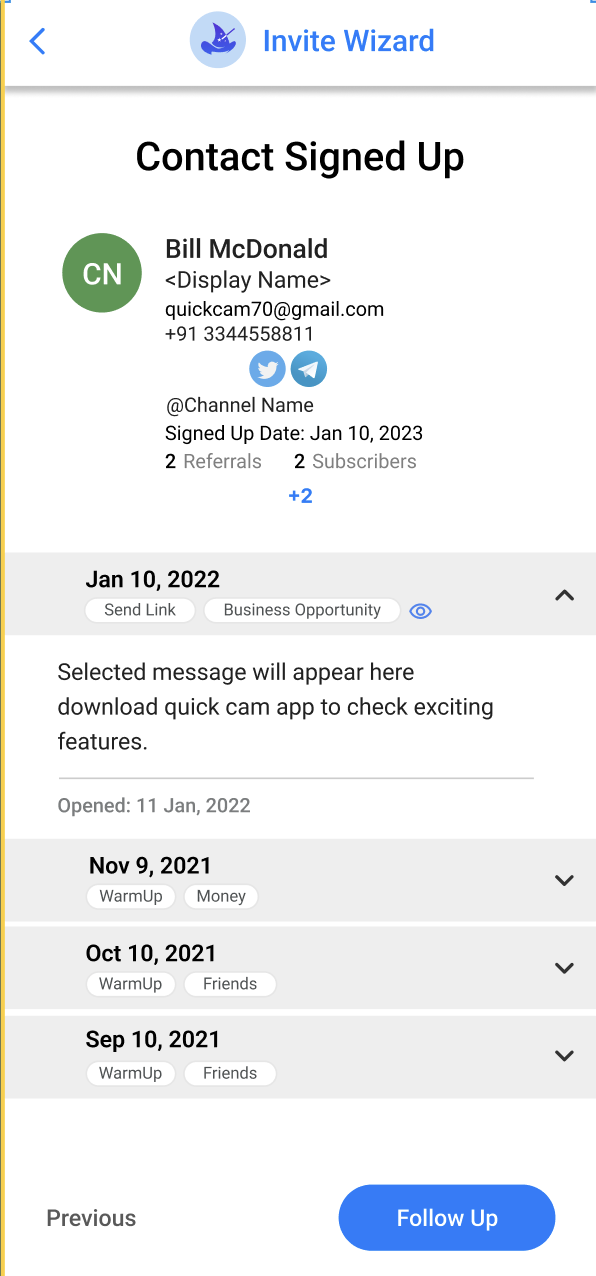 Invite Wizard
Contact Signed Up
CN
Bill McDonald
<Display Name>
quickcam70@gmail.com
+91 3344558811
@Channel Name
Signed Up Date: Jan 10, 2023
2 Referrals 2 Subscribers
+2
Jan 10, 2022
Send Link Business Opportunity
Selected message will appear here
download quick cam app to check exciting
features.
Opened: 11 Jan, 2022
Nov 9, 2021
WarmUp Money
Oct 10, 2021
WarmUp Friends
Sep 10, 2021
WarmUp Friends
Previous Follow Up